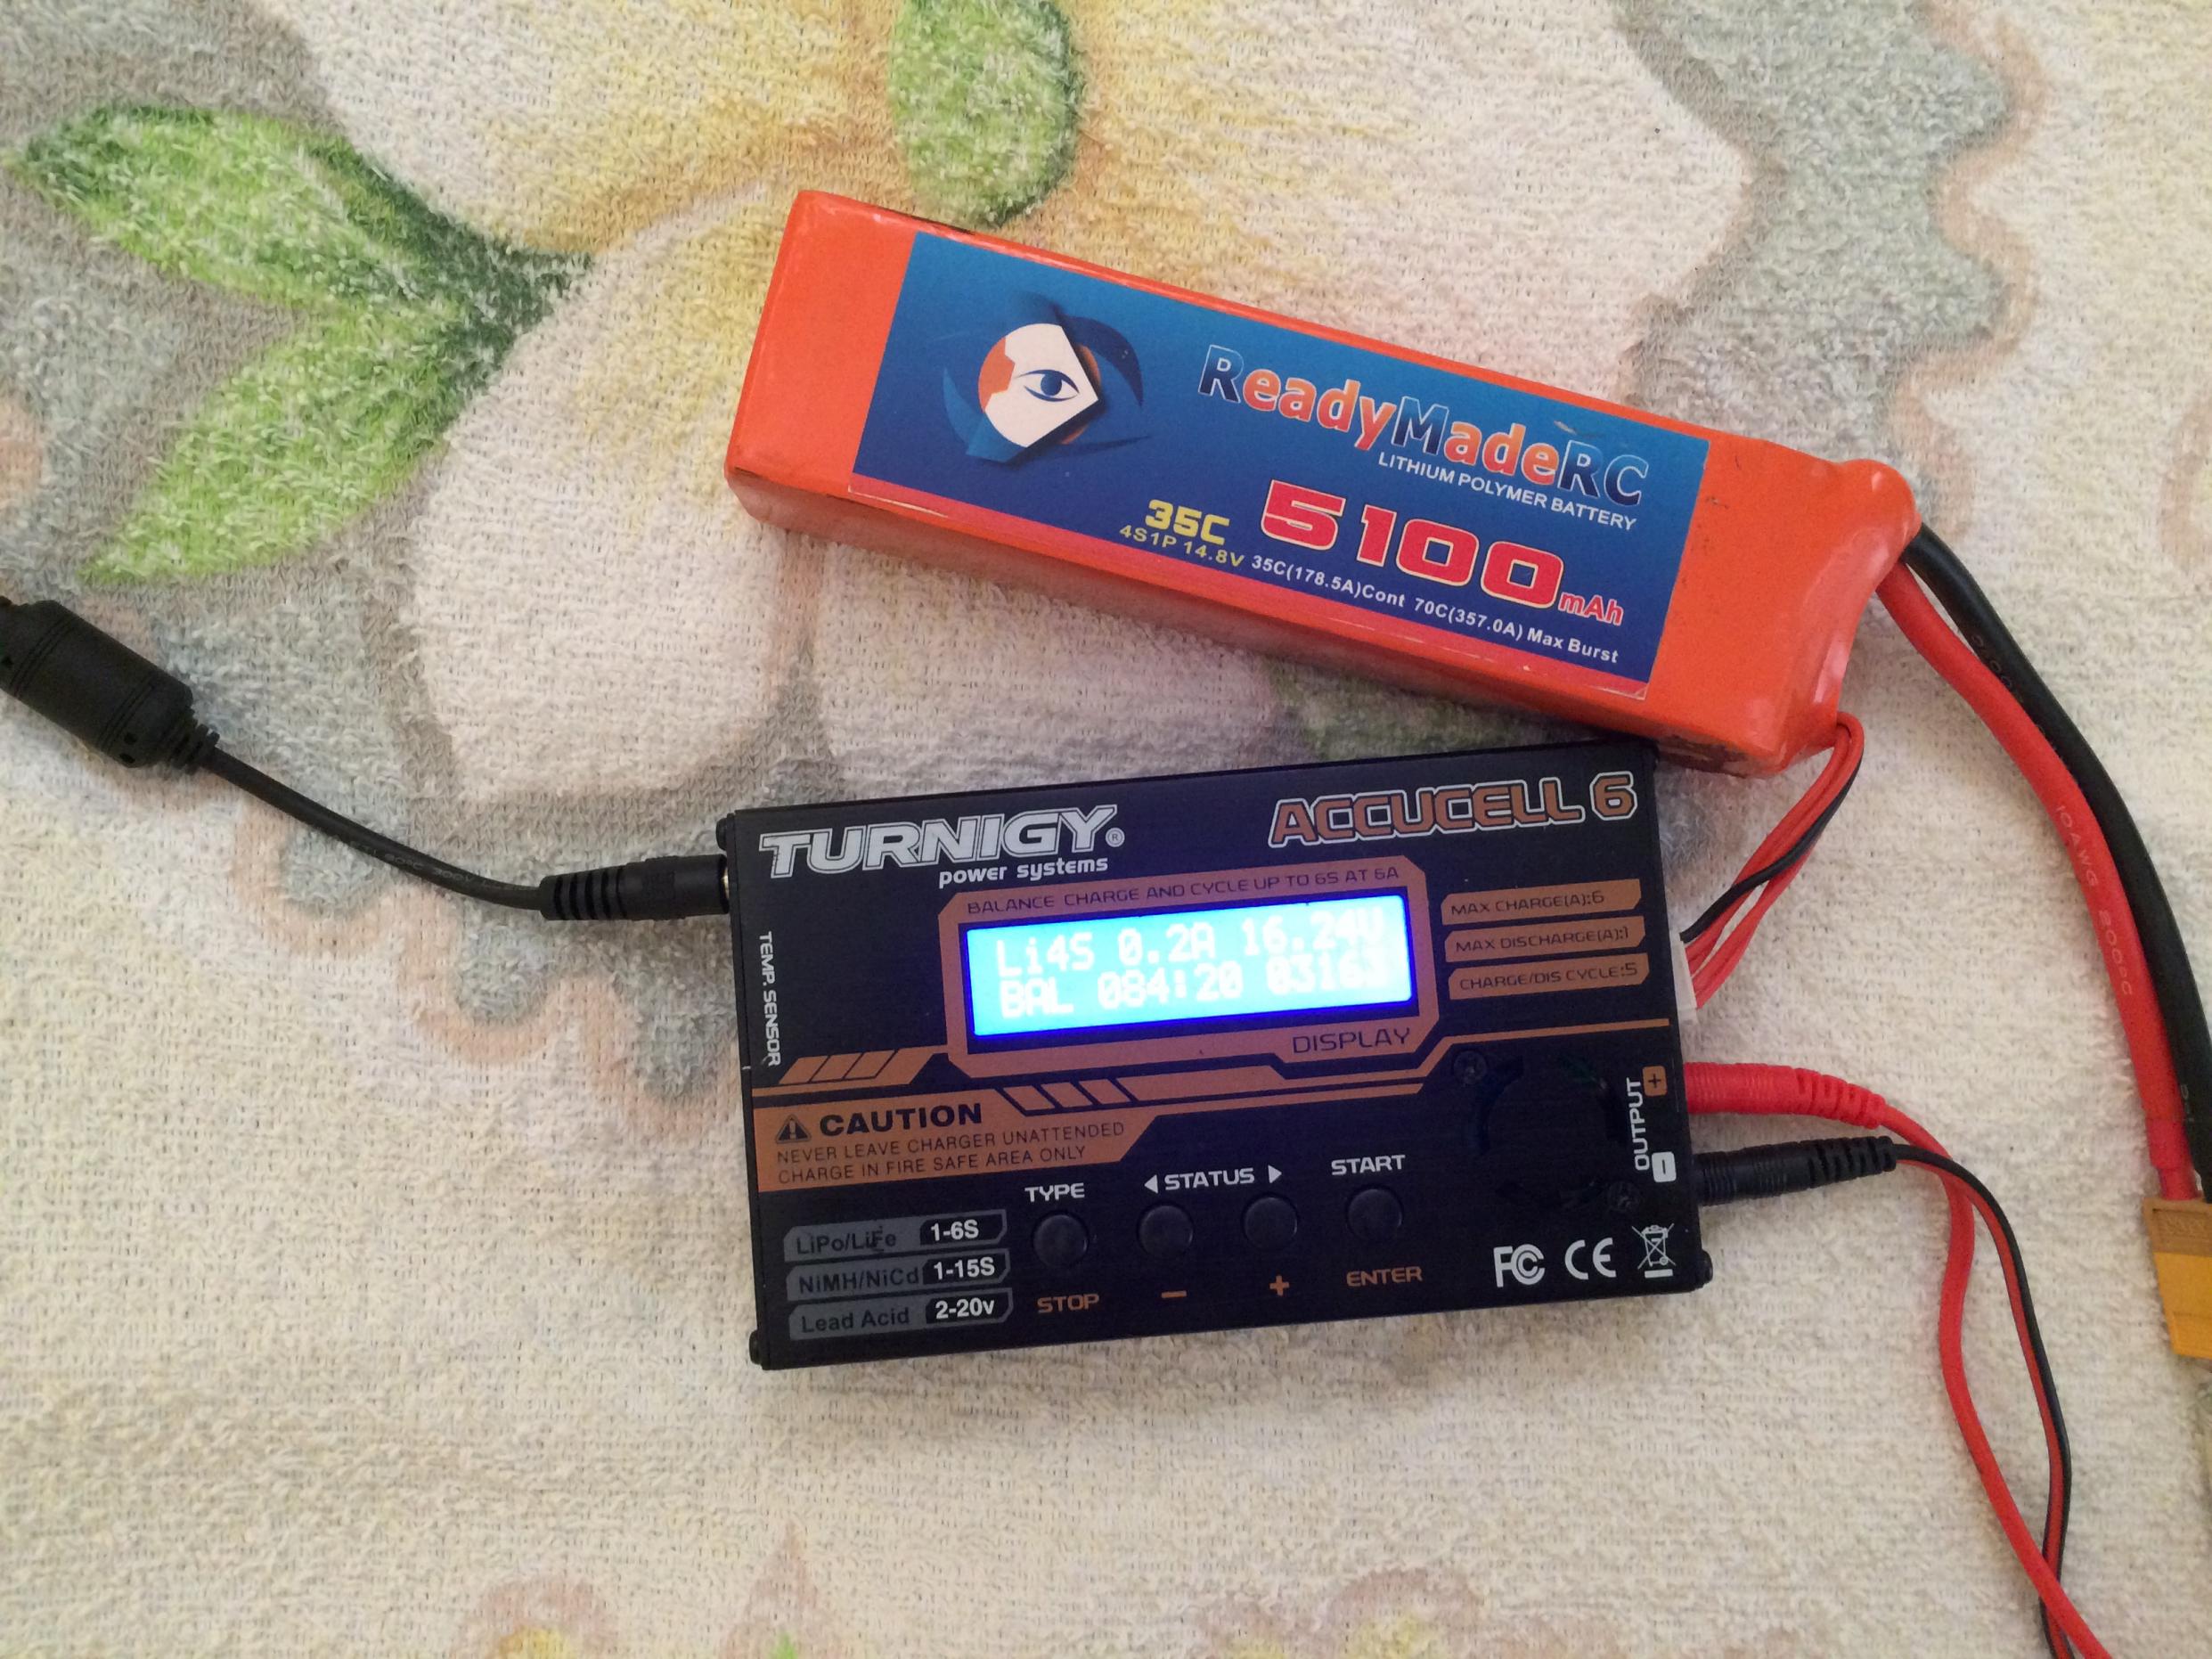 ReadyMadeRC
LITHIUM POLYMER BATTERY
35C 5100mAh
4S1P 14.8V 35C(178.5A)Cont 70C(357.0A) Max Burst
10AWG 200°C
TURNIGY®
power systems
ACCUCELL 6
BALANCE CHARGE AND CYCLE UP TO 6S AT 6A
Li4S 0.2A 16.24V
BAL 084:20
DISPLAY
MAX CHARGE(A):6
MAX DISCHARGE(A):1
CHARGE/DIS CYCLE:5
TEMP. SENSOR
CAUTION
NEVER LEAVE CHARGER UNATTENDED
CHARGE IN FIRE SAFE AREA ONLY
OUTPUT
+
-
TYPE
◀ STATUS ▶
START
LiPo/LiFe 1-6S
NiMH/NiCd 1-15S
Lead Acid 2-20v
STOP
-
+
ENTER
FC CE